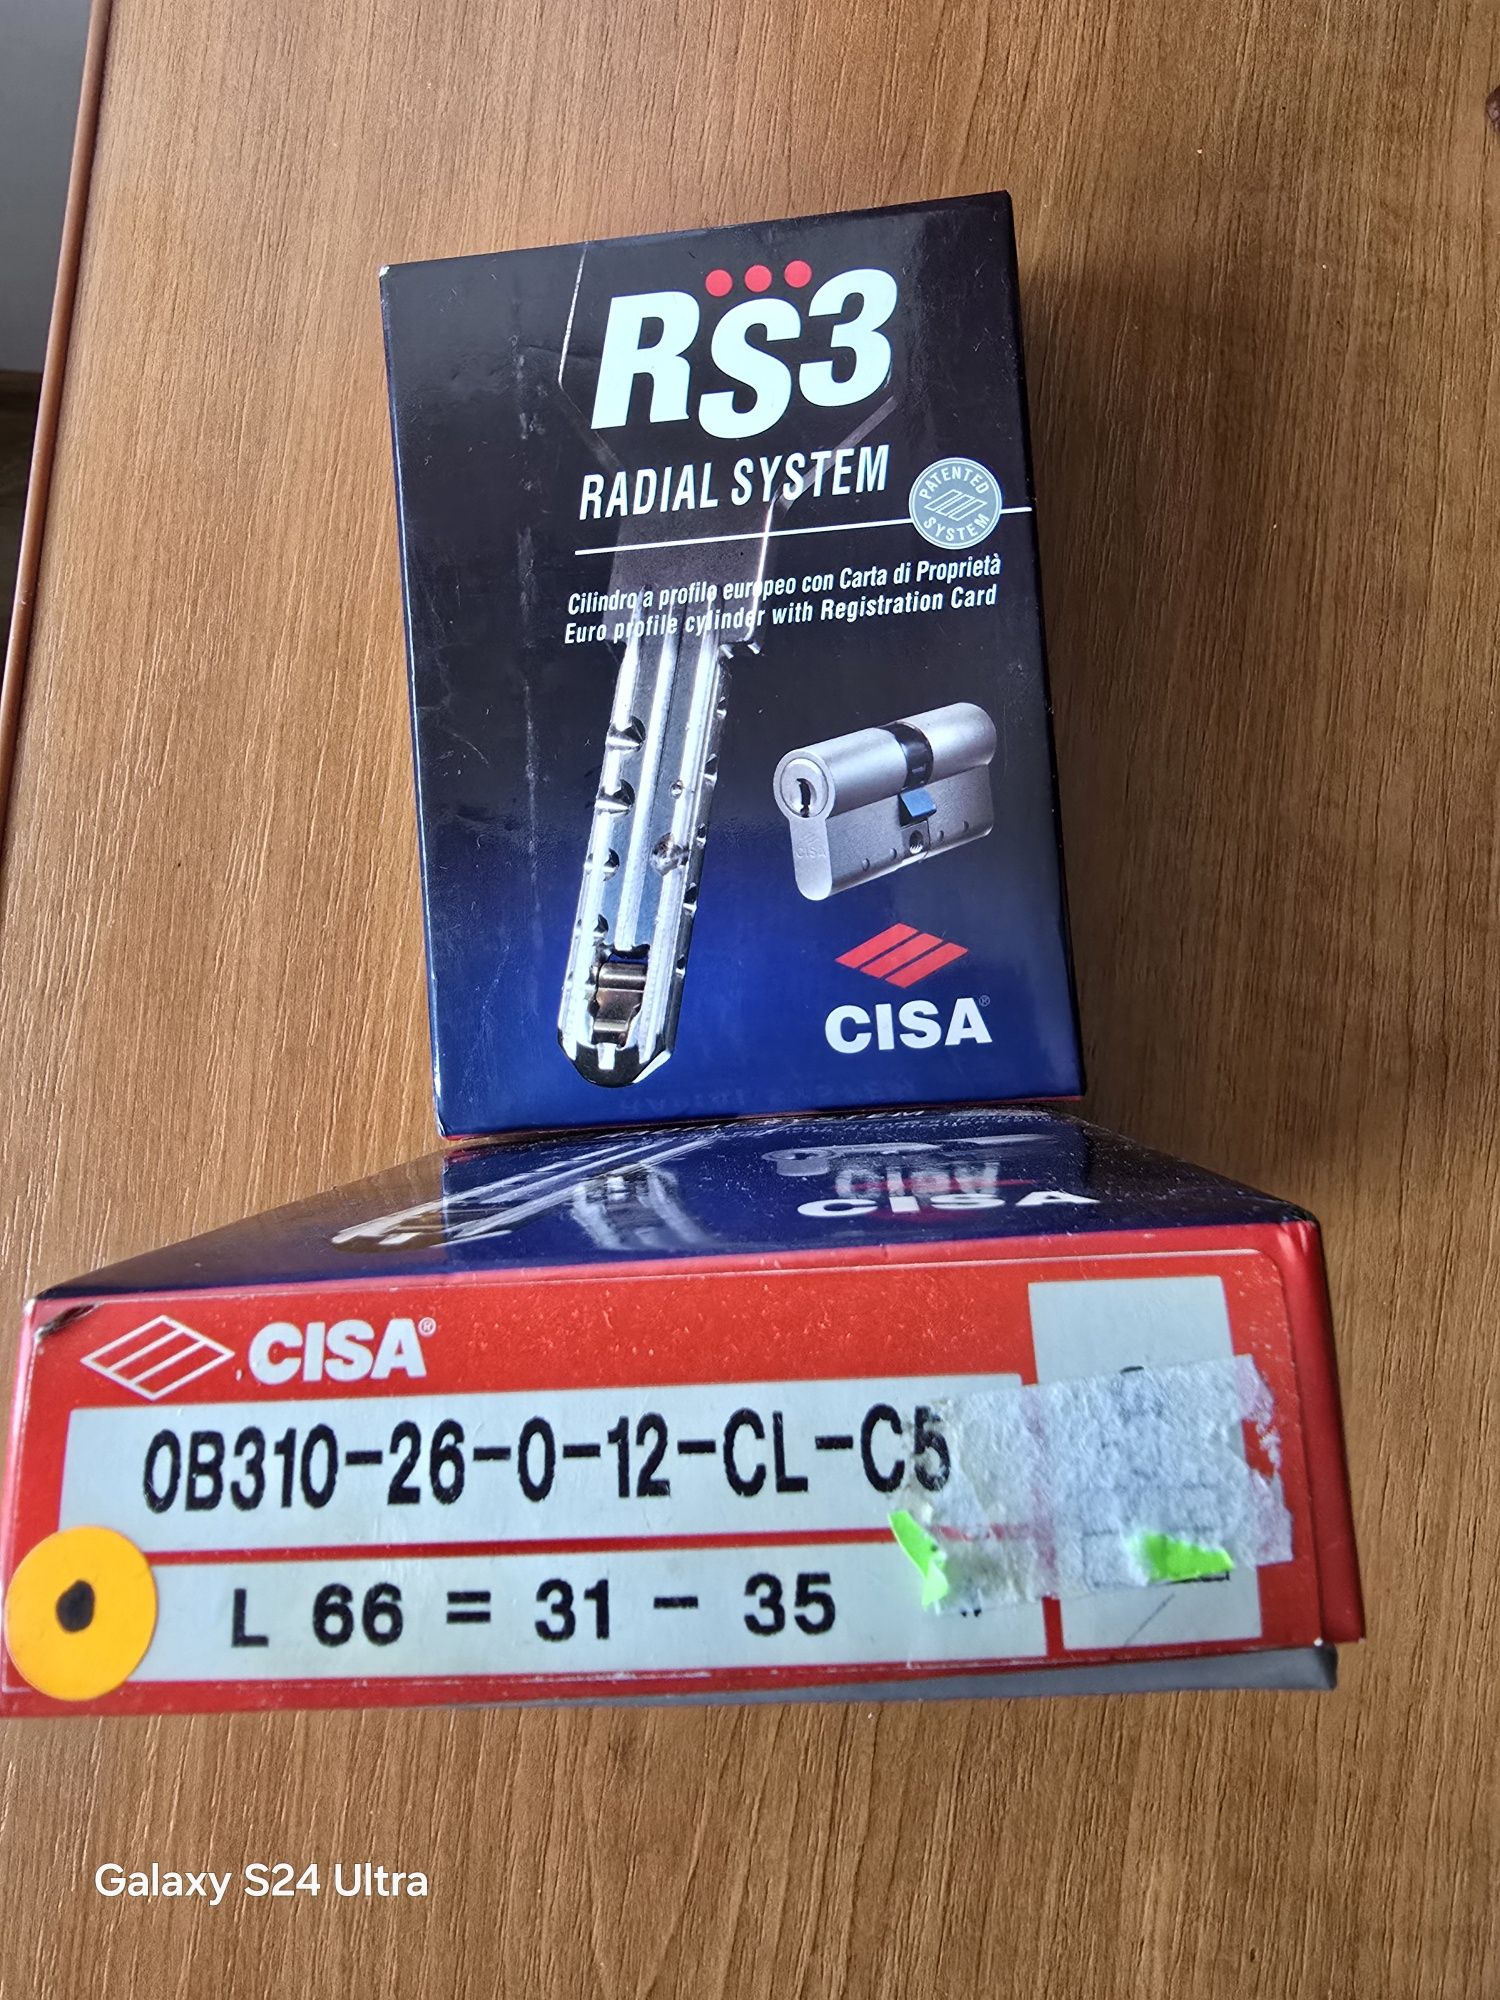 RS3
RADIAL SYSTEM
PATENTED
SYSTEM
Cilindro a profilo europeo con Carta di Proprietà
Euro profile cylinder with Registration Card
CISA
CISA®
CISA
CISA®
0B310-26-0-12-CL-C5
L 66 = 31 - 35
Galaxy S24 Ultra